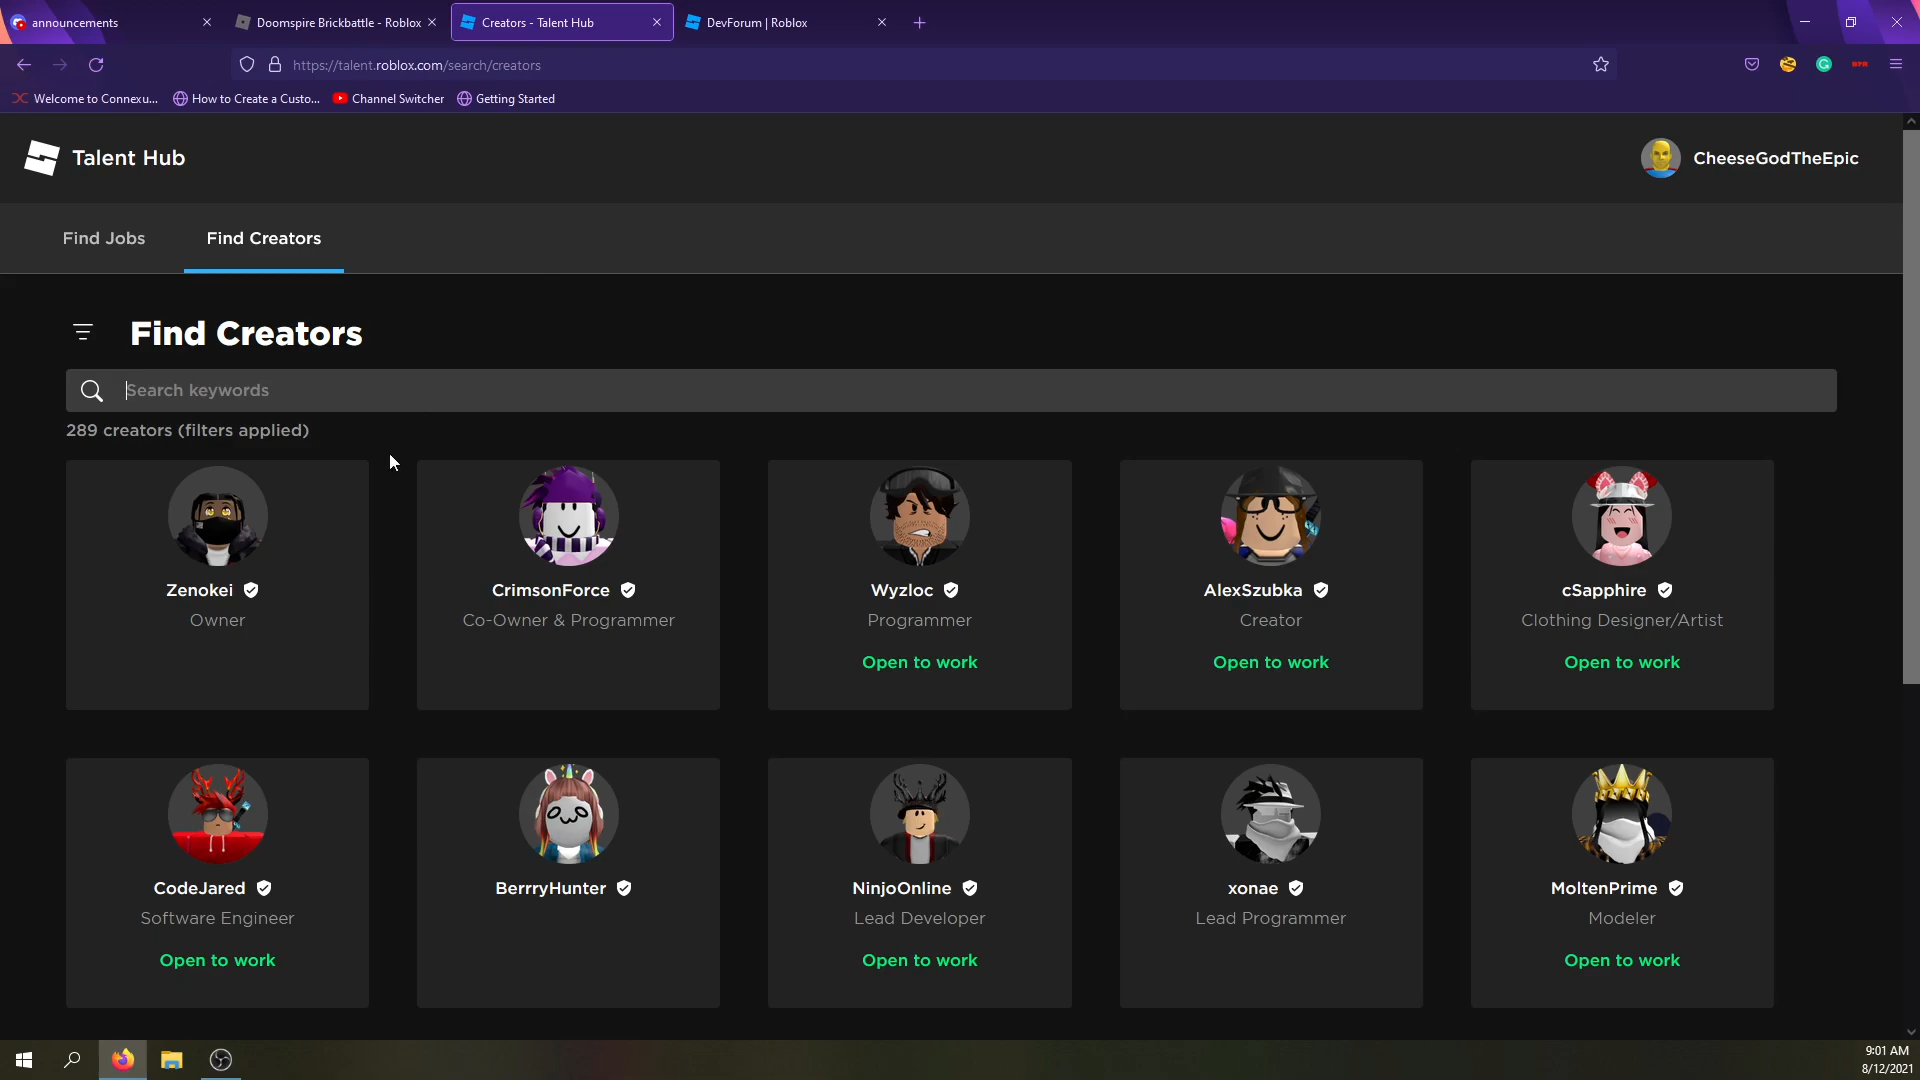 announcements
Doomspire Brickbattle - Roblox
Creators - Talent Hub
DevForum | Roblox
https://talent.roblox.com/search/creators
Welcome to Connexu...
How to Create a Custo...
Channel Switcher
Getting Started
Talent Hub
CheeseGodTheEpic
Find Jobs
Find Creators
Find Creators
Search keywords
289 creators (filters applied)
Zenokei
Owner
CrimsonForce
Co-Owner & Programmer
Wyzloc
Programmer
Open to work
AlexSzubka
Creator
Open to work
cSapphire
Clothing Designer/Artist
Open to work
CodeJared
Software Engineer
Open to work
BerrryHunter
NinjoOnline
Lead Developer
Open to work
xonae
Lead Programmer
MoltenPrime
Modeler
Open to work
9:01 AM
8/12/2021